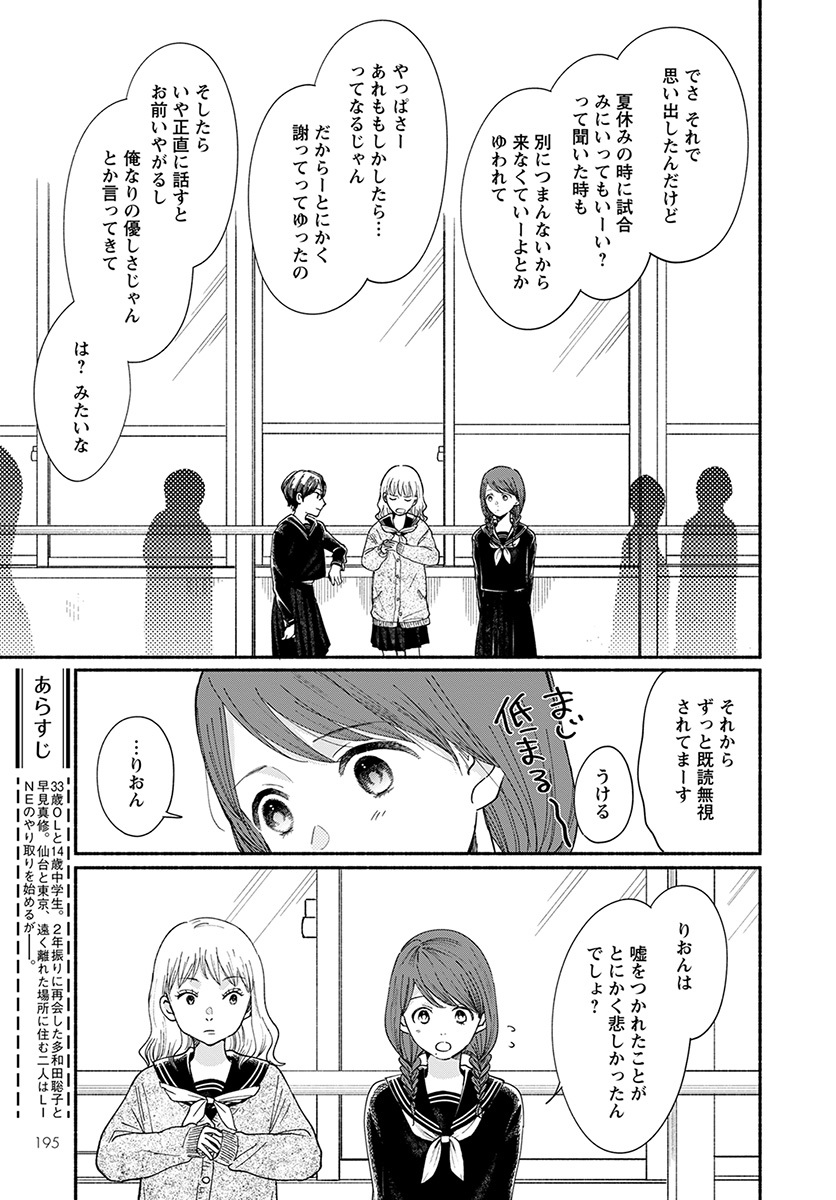 でさ それで
思い出したんだけど
夏休みの時に試合
みにいってもいーい?
って聞いた時も
別につまんないから
来なくていーよとか
ゆわれて
やっぱさー
あれももしかしたら…
ってなるじゃん
だからーとにかく
謝ってってゆったの
そしたら
いや正直に話すと
お前いやがるし
俺なりの優しさじゃん
とか言ってきて
は? みたいな
それから
ずっと既読無視
されてまーす
うける
まじ
低まる〜
…りおん
りおんは
嘘をつかれたことが
とにかく悲しかったん
でしょ?
あらすじ
33歳OLと14歳中学生。2年振りに再会した多和田聡子と
早見真修。仙台と東京、遠く離れた場所に住む二人はLI
NEのやり取りを始めるが――。
195